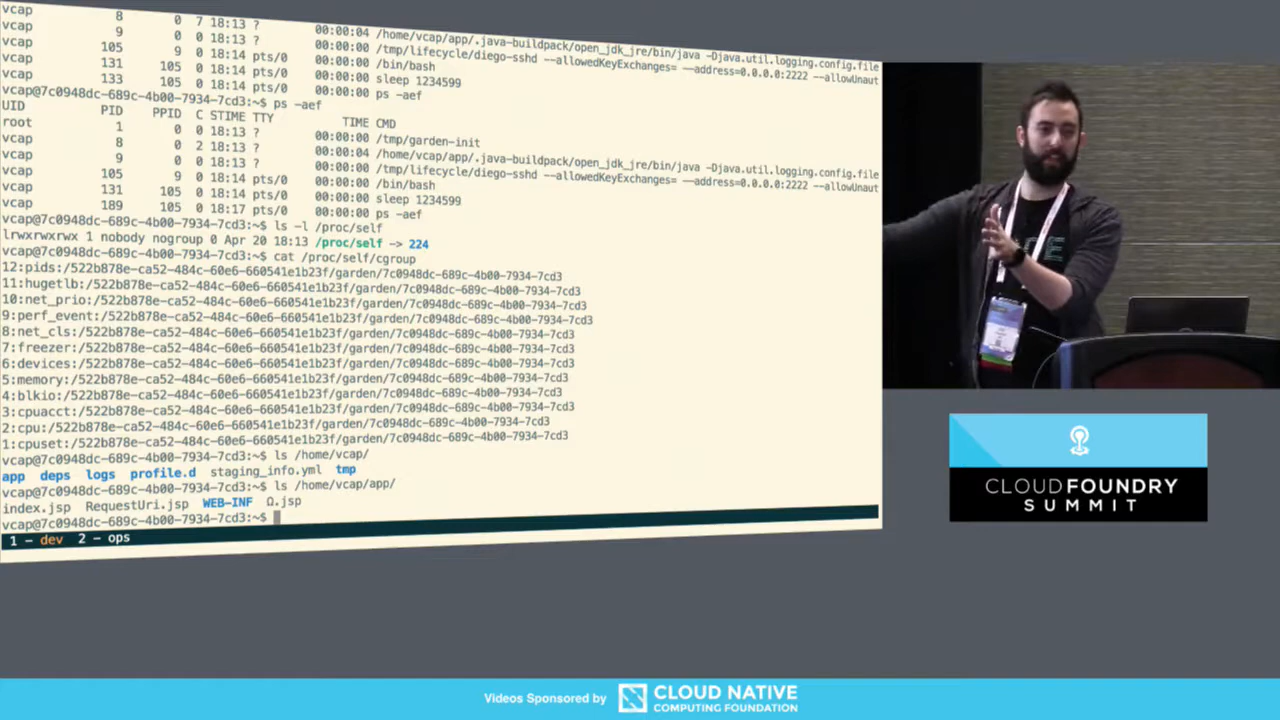 vcap 8 0 7 18:13 ? 00:00:04 /home/vcap/app/.java-buildpack/open_jdk_jre/bin/java -Djava.util.logging.config.file
vcap 9 0 0 18:13 ? 00:00:00 /tmp/lifecycle/diego-sshd --allowedKeyExchanges= --address=0.0.0.0:2222 --allowUnaut
vcap 105 9 0 18:14 pts/0 00:00:00 /bin/bash
vcap 131 105 0 18:14 pts/0 00:00:00 sleep 1234599
vcap 133 105 0 18:14 pts/0 00:00:00 ps -aef
vcap@7c0948dc-689c-4b00-7934-7cd3:~$ ps -aef
UID PID PPID C STIME TTY TIME CMD
root 1 0 0 18:13 ? 00:00:00 /tmp/garden-init
vcap 8 0 2 18:13 ? 00:00:04 /home/vcap/app/.java-buildpack/open_jdk_jre/bin/java -Djava.util.logging.config.file
vcap 9 0 0 18:13 ? 00:00:00 /tmp/lifecycle/diego-sshd --allowedKeyExchanges= --address=0.0.0.0:2222 --allowUnaut
vcap 105 9 0 18:14 pts/0 00:00:00 /bin/bash
vcap 131 105 0 18:14 pts/0 00:00:00 sleep 1234599
vcap 189 105 0 18:17 pts/0 00:00:00 ps -aef
vcap@7c0948dc-689c-4b00-7934-7cd3:~$ ls -l /proc/self
lrwxrwxrwx 1 nobody nogroup 0 Apr 20 18:13 /proc/self -> 224
vcap@7c0948dc-689c-4b00-7934-7cd3:~$ cat /proc/self/cgroup
12:pids:/522b878e-ca52-484c-60e6-660541e1b23f/garden/7c0948dc-689c-4b00-7934-7cd3
11:hugetlb:/522b878e-ca52-484c-60e6-660541e1b23f/garden/7c0948dc-689c-4b00-7934-7cd3
10:net_prio:/522b878e-ca52-484c-60e6-660541e1b23f/garden/7c0948dc-689c-4b00-7934-7cd3
9:perf_event:/522b878e-ca52-484c-60e6-660541e1b23f/garden/7c0948dc-689c-4b00-7934-7cd3
8:net_cls:/522b878e-ca52-484c-60e6-660541e1b23f/garden/7c0948dc-689c-4b00-7934-7cd3
7:freezer:/522b878e-ca52-484c-60e6-660541e1b23f/garden/7c0948dc-689c-4b00-7934-7cd3
6:devices:/522b878e-ca52-484c-60e6-660541e1b23f/garden/7c0948dc-689c-4b00-7934-7cd3
5:memory:/522b878e-ca52-484c-60e6-660541e1b23f/garden/7c0948dc-689c-4b00-7934-7cd3
4:blkio:/522b878e-ca52-484c-60e6-660541e1b23f/garden/7c0948dc-689c-4b00-7934-7cd3
3:cpuacct:/522b878e-ca52-484c-60e6-660541e1b23f/garden/7c0948dc-689c-4b00-7934-7cd3
2:cpu:/522b878e-ca52-484c-60e6-660541e1b23f/garden/7c0948dc-689c-4b00-7934-7cd3
1:cpuset:/522b878e-ca52-484c-60e6-660541e1b23f/garden/7c0948dc-689c-4b00-7934-7cd3
vcap@7c0948dc-689c-4b00-7934-7cd3:~$ ls /home/vcap/
app deps logs profile.d staging_info.yml tmp
vcap@7c0948dc-689c-4b00-7934-7cd3:~$ ls /home/vcap/app/
index.jsp RequestUri.jsp WEB-INF Ω.jsp
vcap@7c0948dc-689c-4b00-7934-7cd3:~$
1 - dev 2 - ops
CLOUD FOUNDRY
SUMMIT
Videos Sponsored by
CLOUD NATIVE
COMPUTING FOUNDATION